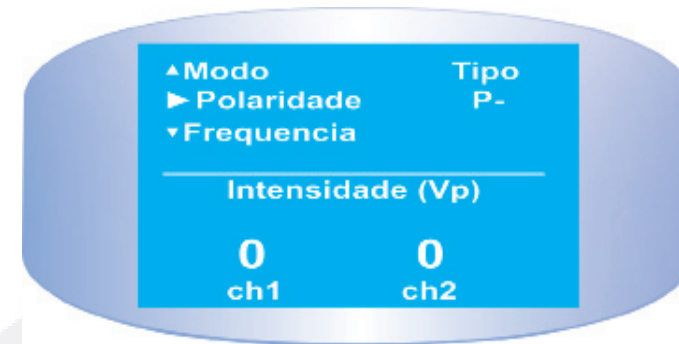 ▲Modo Tipo
►Polaridade P-
▼Frequencia
Intensidade (Vp)
0 0
ch1 ch2